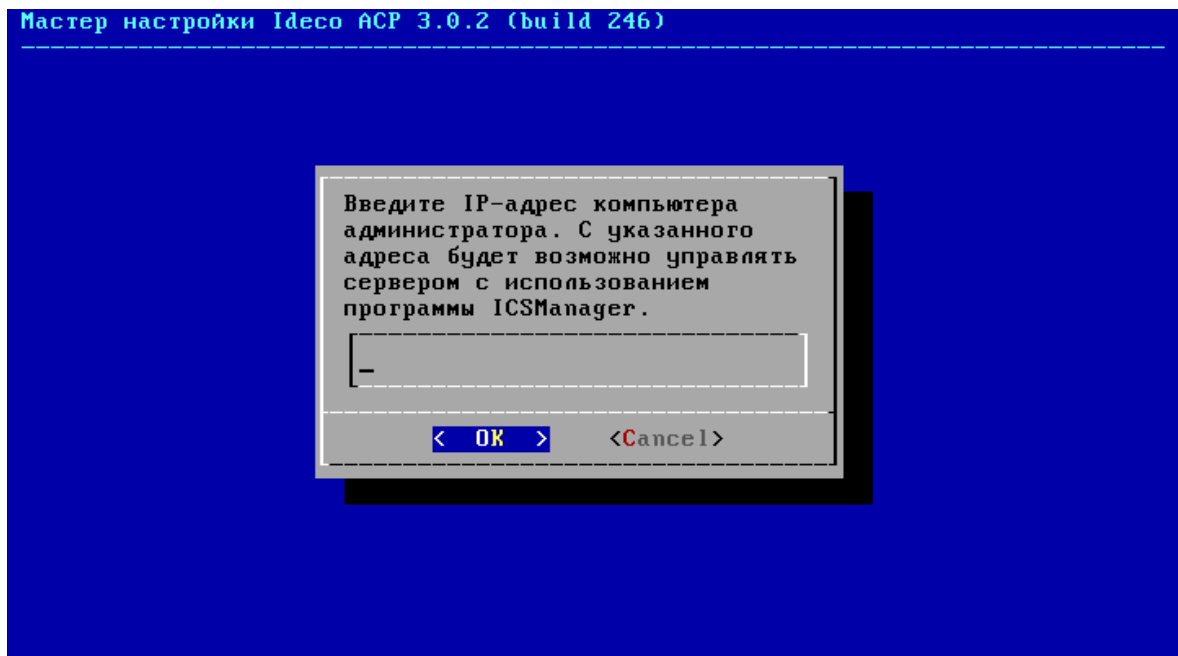 Мастер настройки Ideco АСР 3.0.2 (build 246)
Введите IP-адрес компьютера
администратора. С указанного
адреса будет возможно управлять
сервером с использованием
программы ICSManager.
< OK > <Cancel>